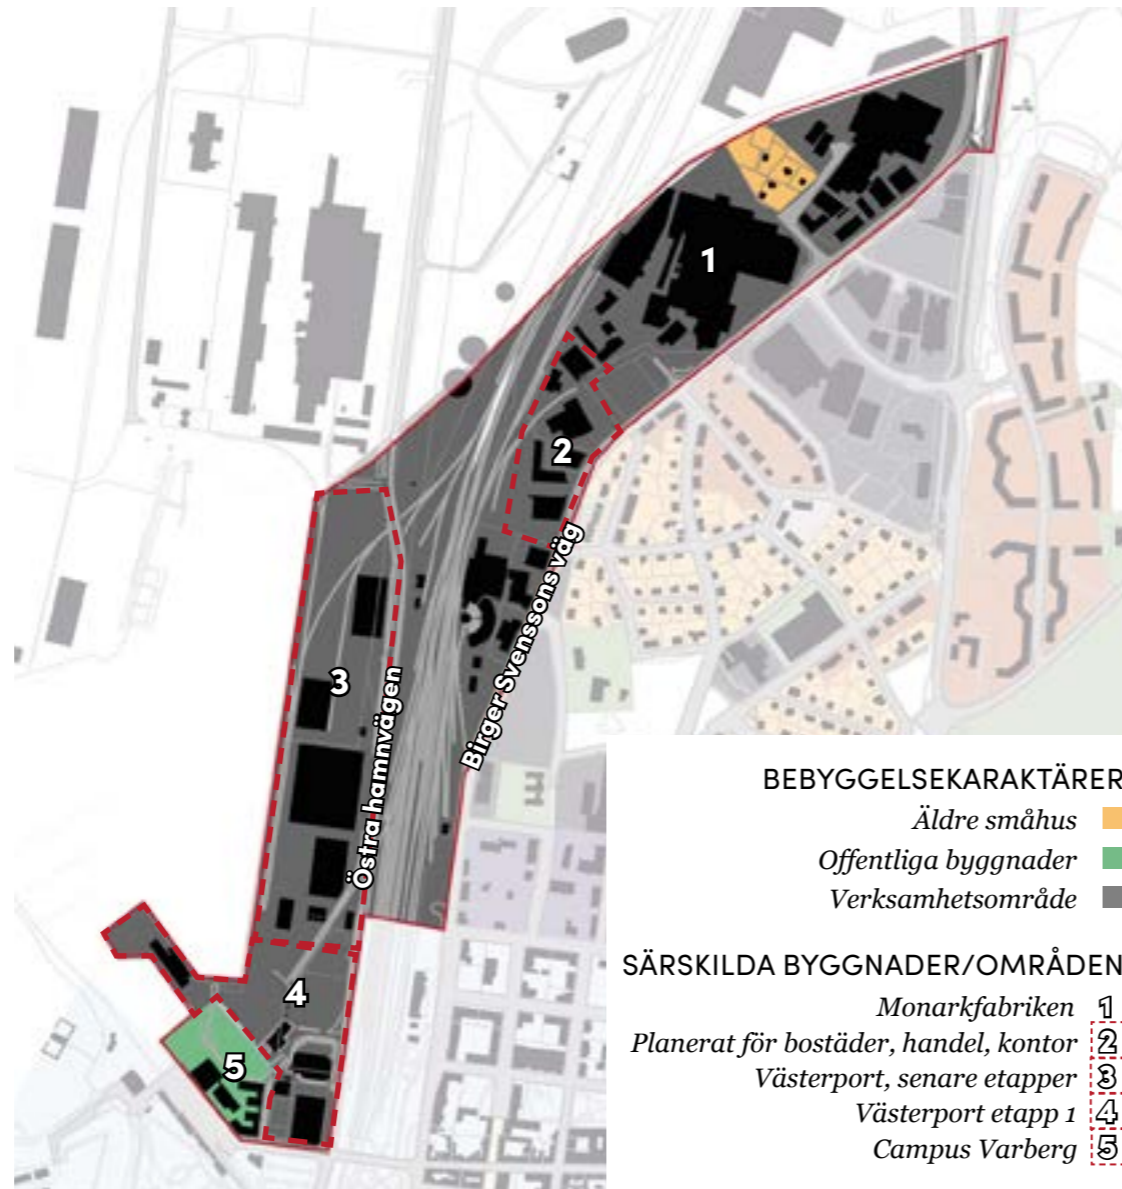 1
2
3
4
5
Östra hamnvägen
Birger Svenssons väg
BEBYGGELSEKARAKTÄRER
Äldre småhus
Offentliga byggnader
Verksamhetsområde
SÄRSKILDA BYGGNADER/OMRÅDEN
Monarkfabriken 1
Planerat för bostäder, handel, kontor 2
Västerport, senare etapper 3
Västerport etapp 1 4
Campus Varberg 5